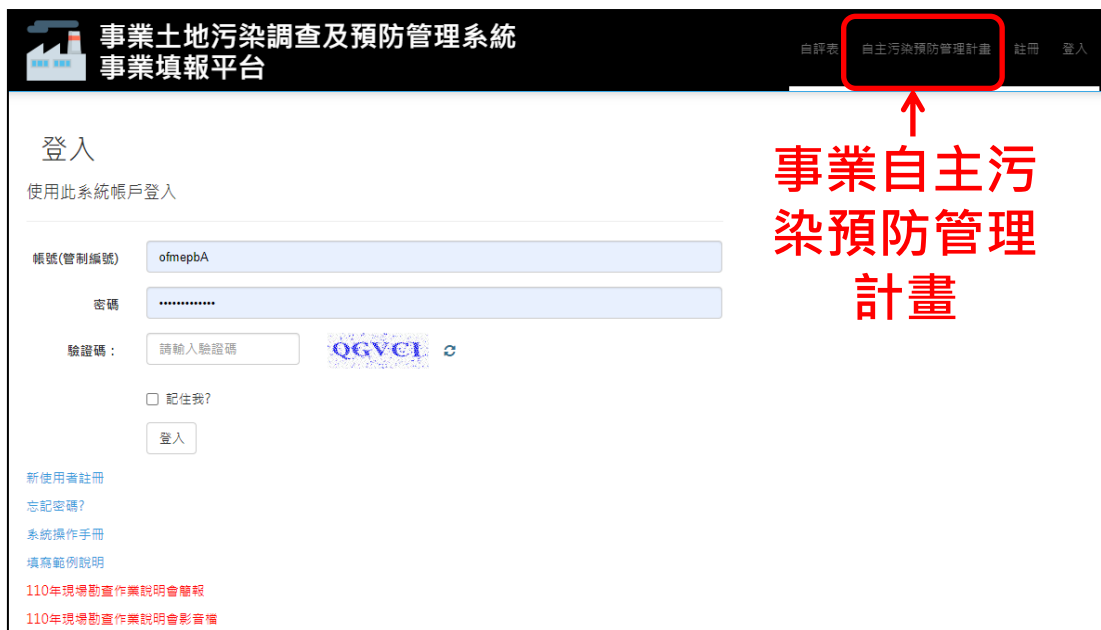 事業土地污染調查及預防管理系統
事業填報平台
自評表 自主污染預防管理計畫 註冊 登入
登入
使用此系統帳戶登入
事業自主污
染預防管理
計畫
帳號(管制編號) ofmepbA
密碼 •••••••••••••
驗證碼： 請輸入驗證碼 QGVCI
記住我?
登入
新使用者註冊
忘記密碼?
系統操作手冊
填寫範例說明
110年現場勘查作業說明會簡報
110年現場勘查作業說明會影音檔